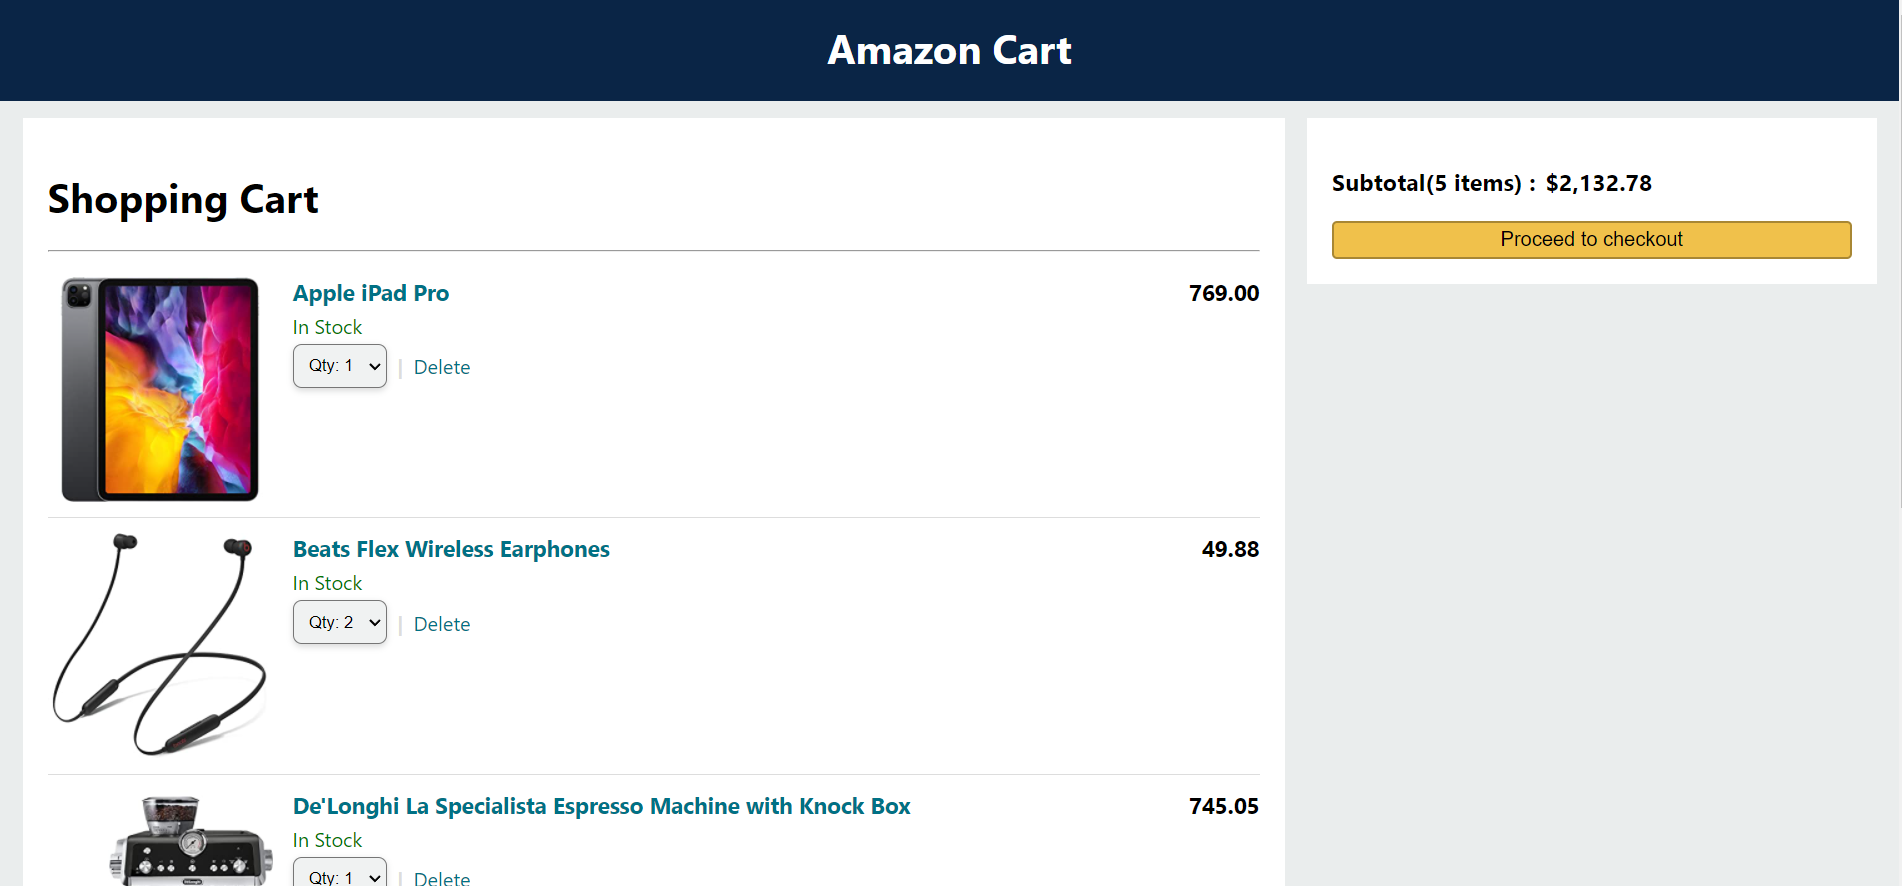 Amazon Cart
Shopping Cart
Apple iPad Pro
769.00
In Stock
Qty: 1
| Delete
Beats Flex Wireless Earphones
49.88
In Stock
Qty: 2
| Delete
De'Longhi La Specialista Espresso Machine with Knock Box
745.05
In Stock
Qty: 1
| Delete
Subtotal(5 items) : $2,132.78
Proceed to checkout